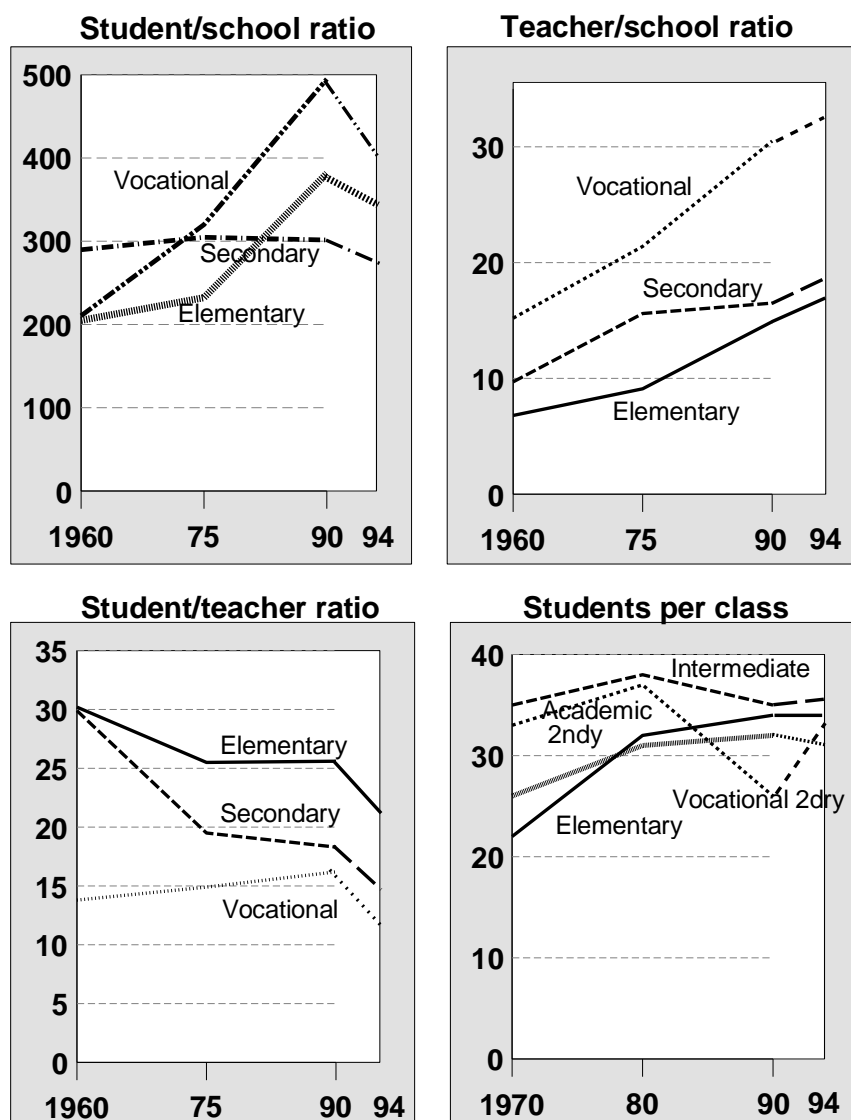 Student/school ratio
500
400
300
200
100
0
Vocational
Secondary
Elementary
1960 75 90 94
Teacher/school ratio
30
20
10
0
Vocational
Secondary
Elementary
1960 75 90 94
Student/teacher ratio
35
30
25
20
15
10
5
0
Elementary
Secondary
Vocational
1960 75 90 94
Students per class
40
30
20
10
0
Intermediate
Academic
2ndy
Vocational 2dry
Elementary
1970 80 90 94